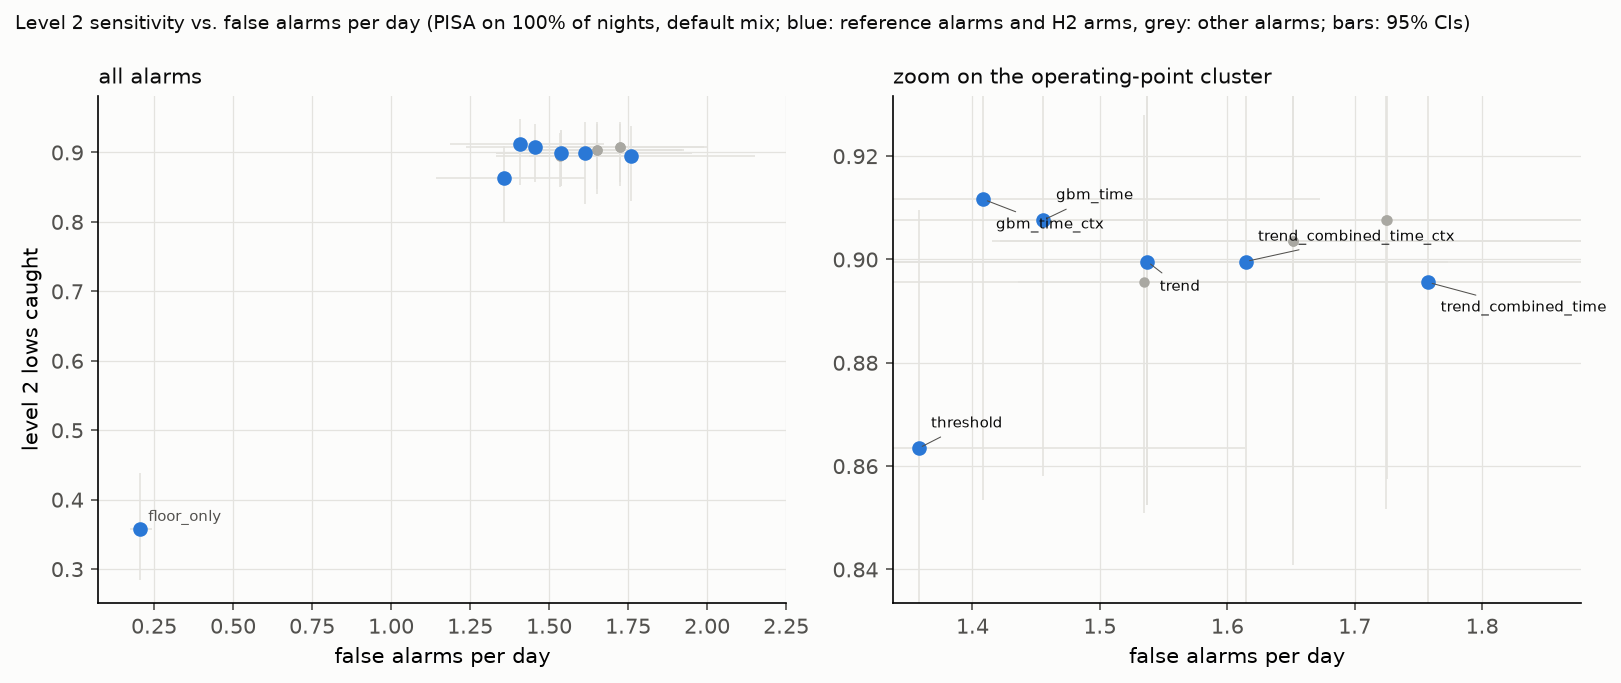 Level 2 sensitivity vs. false alarms per day (PISA on 100% of nights, default mix; blue: reference alarms and H2 arms, grey: other alarms; bars: 95% CIs)
all alarms
level 2 lows caught
0.9
0.8
0.7
0.6
0.5
0.4
0.3
floor_only
0.25 0.50 0.75 1.00 1.25 1.50 1.75 2.00 2.25
false alarms per day
zoom on the operating-point cluster
0.92
0.90
0.88
0.86
0.84
gbm_time
gbm_time_ctx
trend_combined_time_ctx
trend
trend_combined_time
threshold
1.4 1.5 1.6 1.7 1.8
false alarms per day